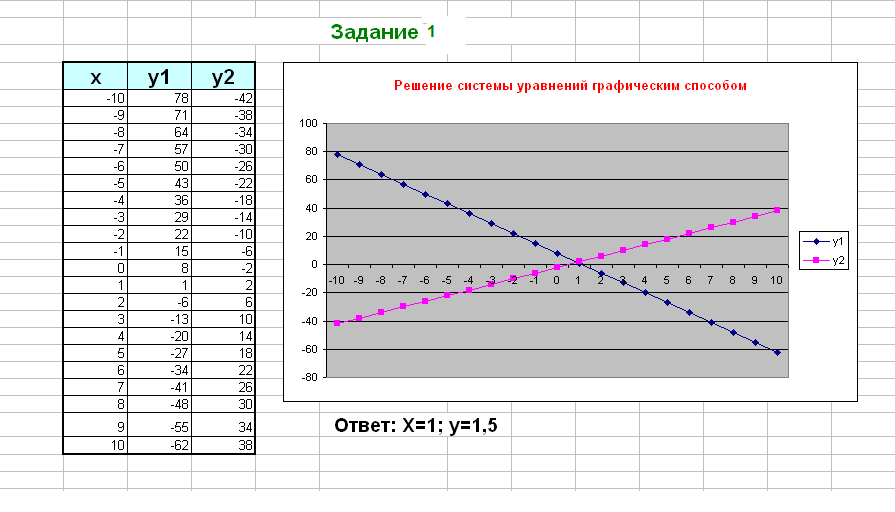 Задание 1
x y1 y2
-10 78 -42
-9 71 -38
-8 64 -34
-7 57 -30
-6 50 -26
-5 43 -22
-4 36 -18
-3 29 -14
-2 22 -10
-1 15 -6
0 8 -2
1 1 2
2 -6 6
3 -13 10
4 -20 14
5 -27 18
6 -34 22
7 -41 26
8 -48 30
9 -55 34
10 -62 38
Решение системы уравнений графическим способом
100
80
60
40
20
0
-20
-40
-60
-80
-10 -9 -8 -7 -6 -5 -4 -3 -2 -1 0 1 2 3 4 5 6 7 8 9 10
y1
y2
Ответ: X=1; y=1,5